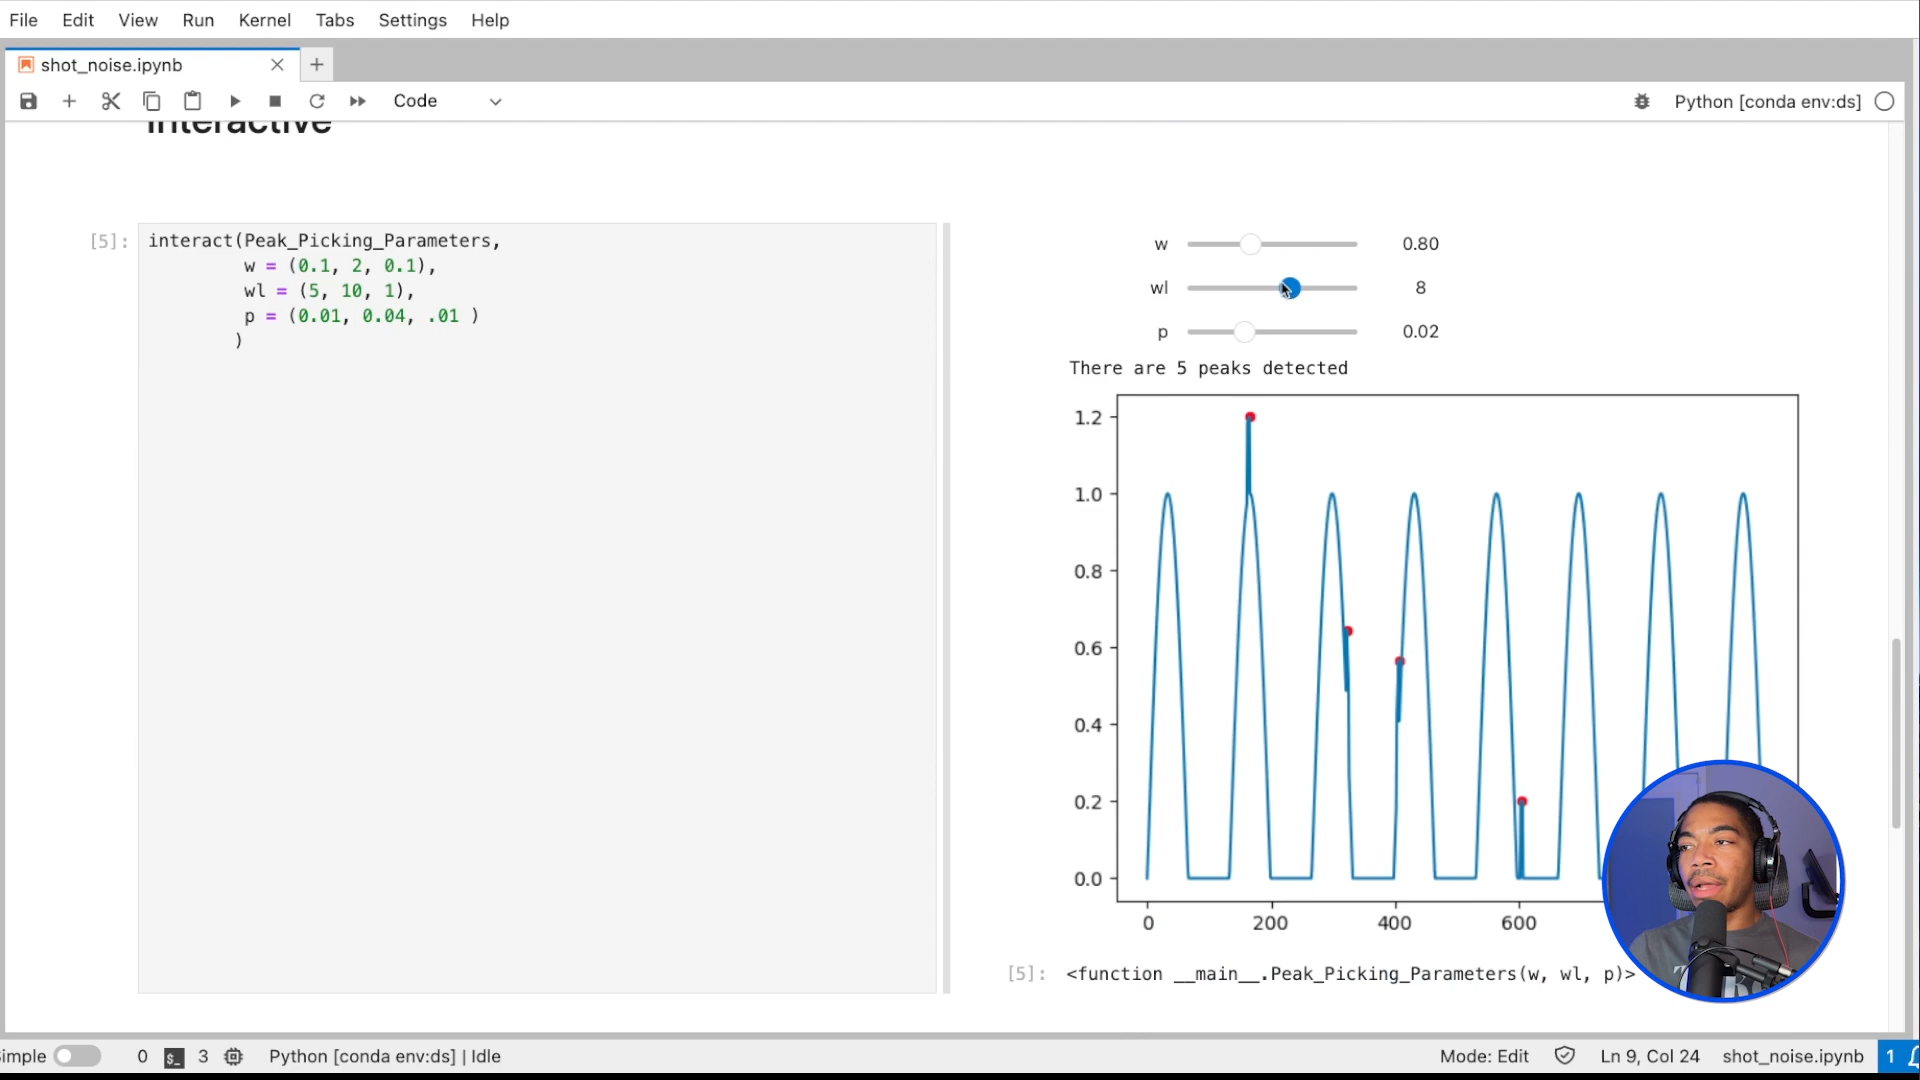 File Edit View Run Kernel Tabs Settings Help
shot_noise.ipynb
Code
Python [conda env:ds]
Interactive
[5]:
interact(Peak_Picking_Parameters,
w = (0.1, 2, 0.1),
wl = (5, 10, 1),
p = (0.01, 0.04, .01 )
)
w 0.80
wl 8
p 0.02
There are 5 peaks detected
1.2
1.0
0.8
0.6
0.4
0.2
0.0
0 200 400 600
[5]: <function __main__.Peak_Picking_Parameters(w, wl, p)>
imple 0 $_ 3 Python [conda env:ds] | Idle Mode: Edit Ln 9, Col 24 shot_noise.ipynb 1